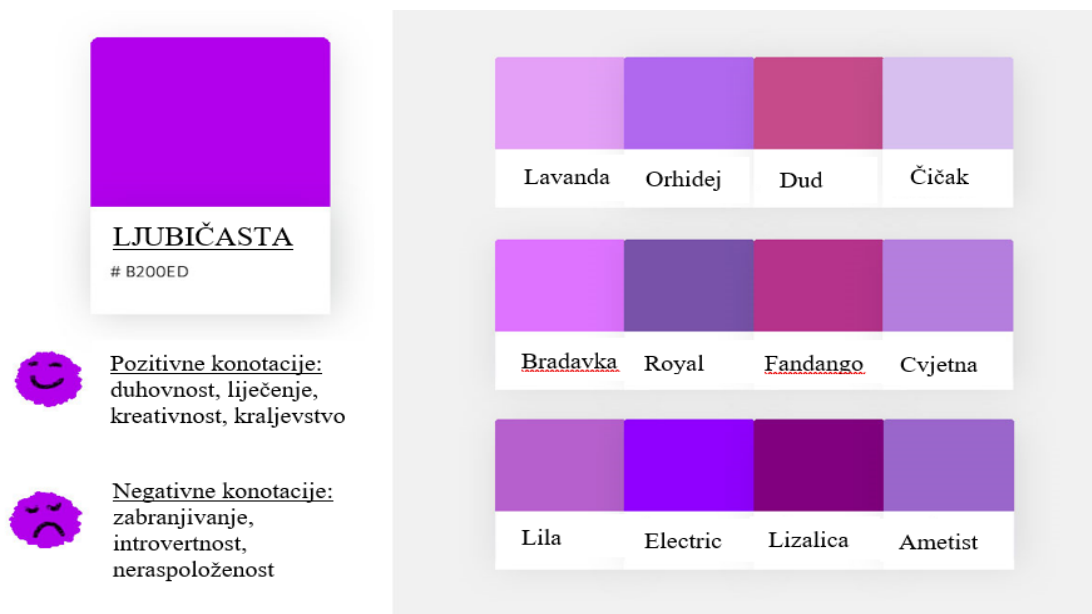 LJUBIČASTA
# B200ED
Pozitivne konotacije:
duhovnost, liječenje,
kreativnost, kraljevstvo
Negativne konotacije:
zabranjivanje,
introvertnost,
neraspoloženost
Lavanda Orhidej Dud Čičak
Bradavka Royal Fandango Cvjetna
Lila Electric Lizalica Ametist